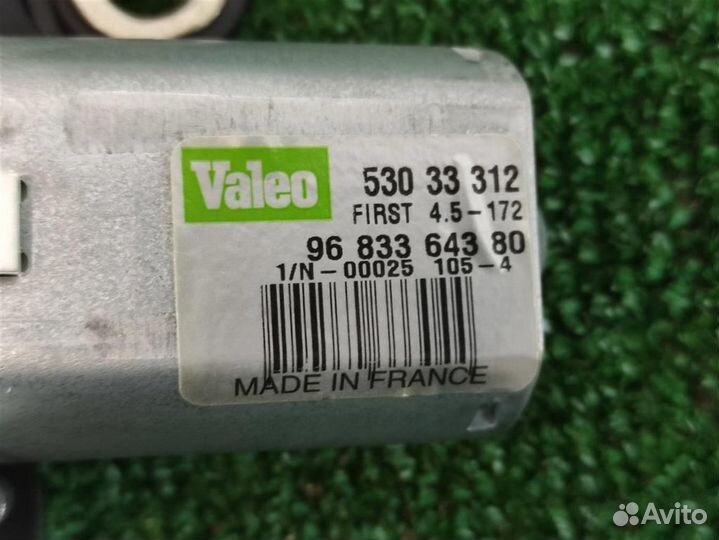 Valeo
530 33 312
FIRST 4.5-172
96 833 643 80
1/N-00025 105-4
MADE IN FRANCE
Avito